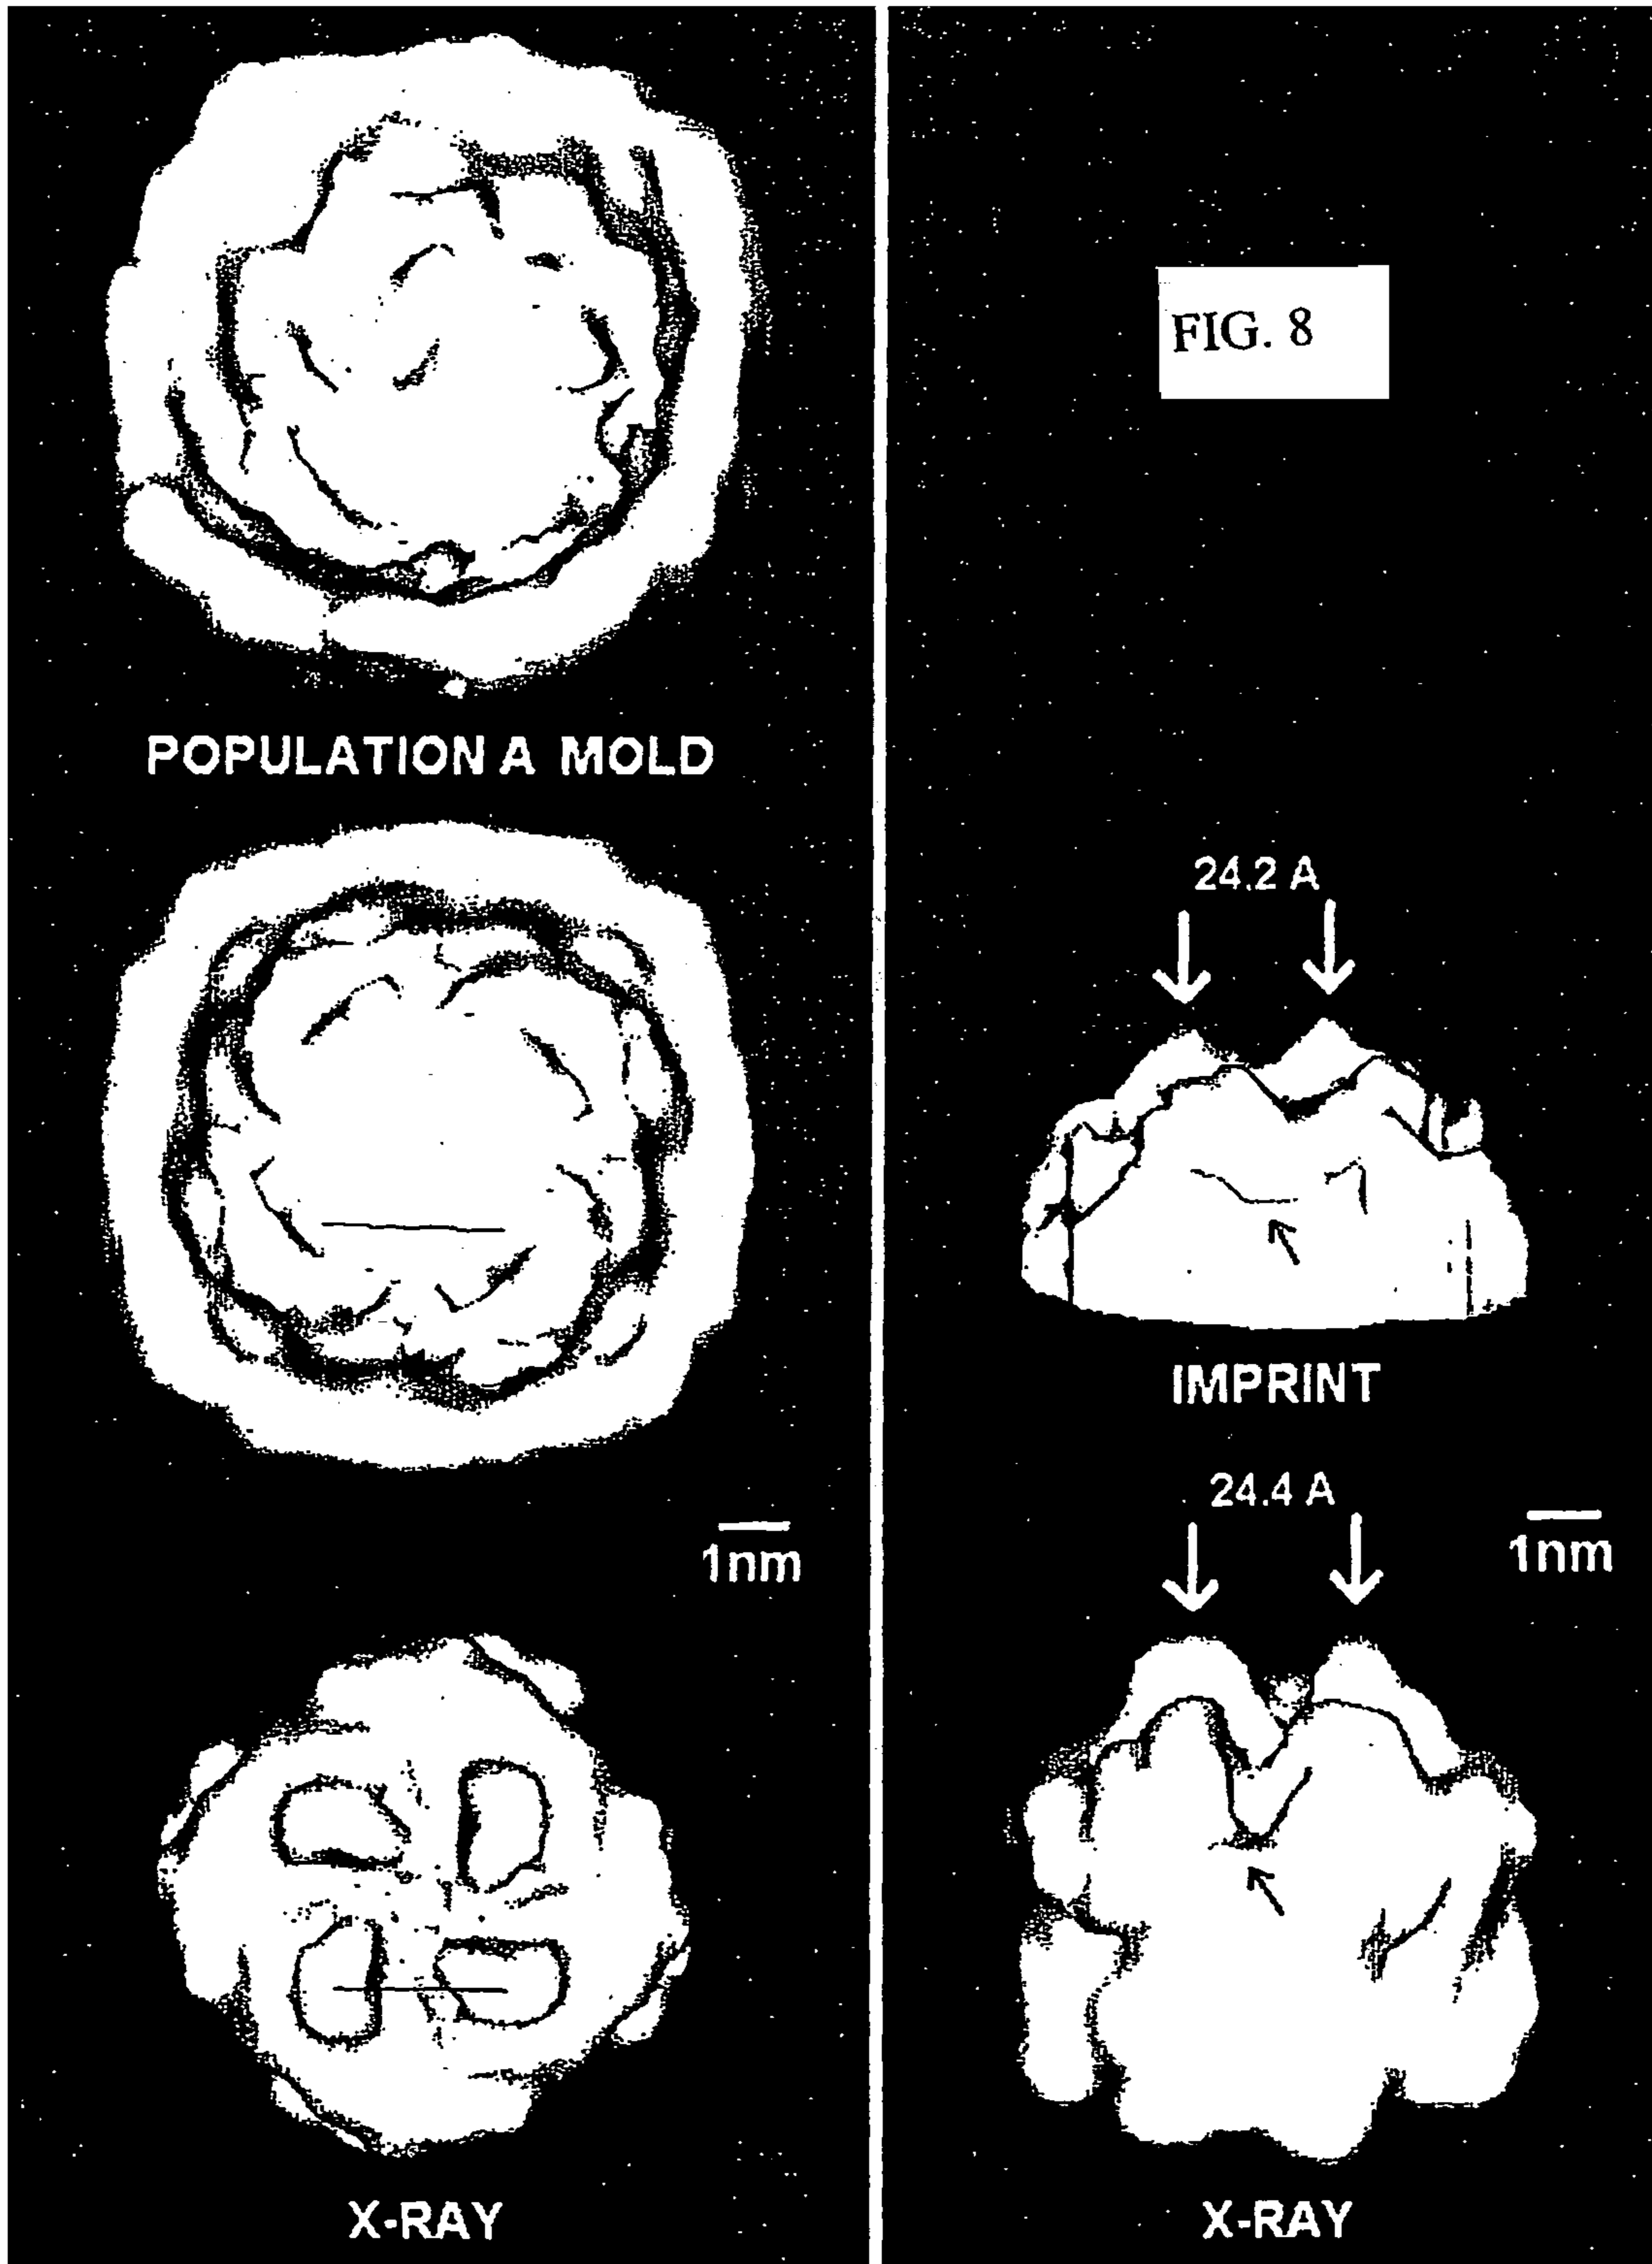 POPULATION A MOLD
1nm
X-RAY
FIG. 8
24.2 A
IMPRINT
24.4 A
1nm
X-RAY